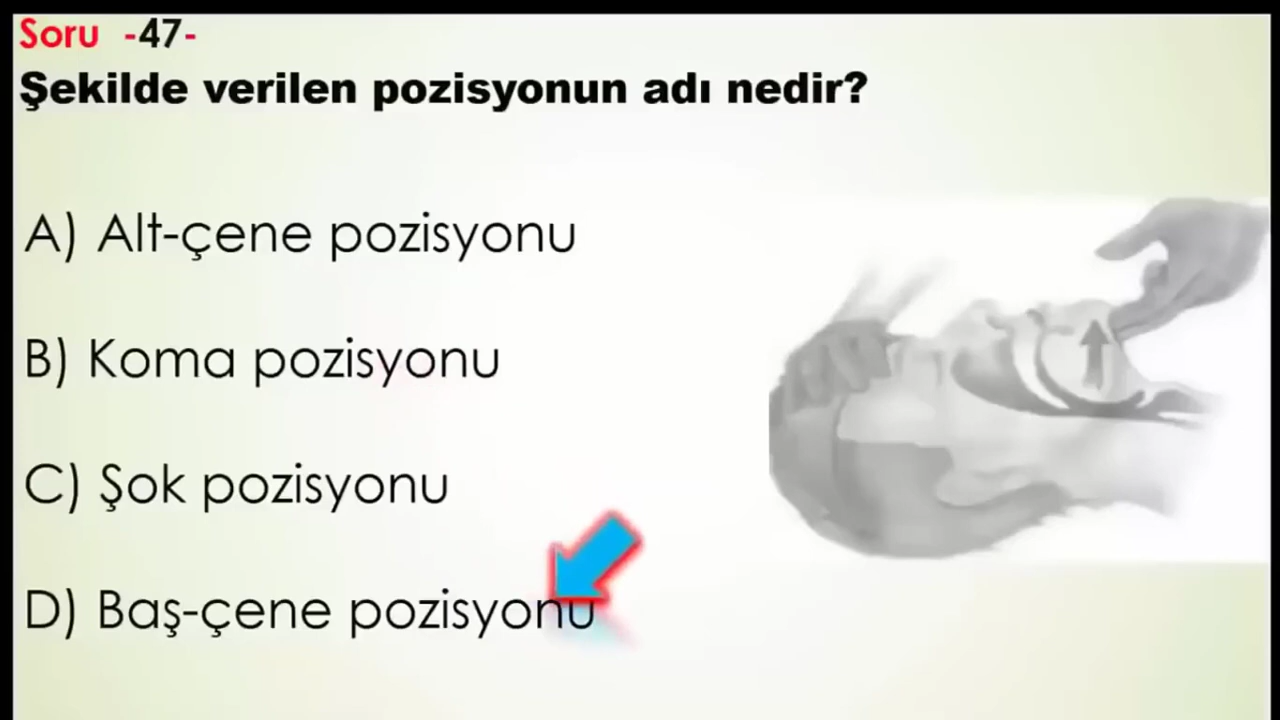 Soru -47-
Şekilde verilen pozisyonun adı nedir?
A) Alt-çene pozisyonu
B) Koma pozisyonu
C) Şok pozisyonu
D) Baş-çene pozisyonu